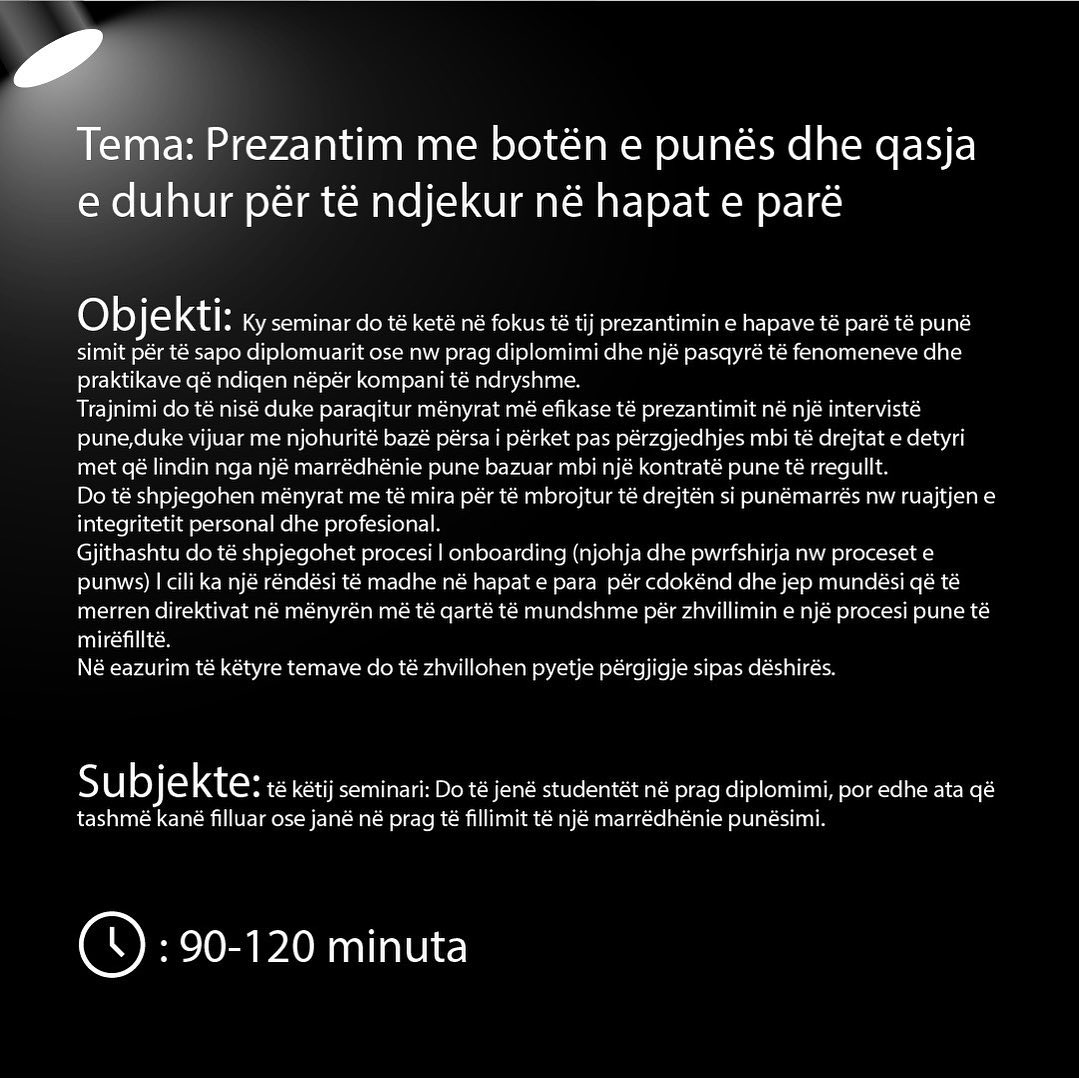 Tema: Prezantim me botën e punës dhe qasja
e duhur për të ndjekur në hapat e parë
Objekti: Ky seminar do të ketë në fokus të tij prezantimin e hapave të parë të punë
simit për të sapo diplomuarit ose nw prag diplomimi dhe një pasqyrë të fenomeneve dhe
praktikave që ndiqen nëpër kompani të ndryshme.
Trajnimi do të nisë duke paraqitur mënyrat më efikase të prezantimit në një intervistë
pune,duke vijuar me njohuritë bazë përsa i përket pas përzgjedhjes mbi të drejtat e detyri
met që lindin nga një marrëdhënie pune bazuar mbi një kontratë pune të rregullt.
Do të shpjegohen mënyrat me të mira për të mbrojtur të drejtën si punëmarrës nw ruajtjen e
integritetit personal dhe profesional.
Gjithashtu do të shpjegohet procesi I onboarding (njohja dhe pwrfshirja nw proceset e
punws) I cili ka një rëndësi të madhe në hapat e para  për cdokënd dhe jep mundësi që të
merren direktivat në mënyrën më të qartë të mundshme për zhvillimin e një procesi pune të
mirëfilltë.
Në eazurim të këtyre temave do të zhvillohen pyetje përgjigje sipas dëshirës.
Subjekte: të këtij seminari: Do të jenë studentët në prag diplomimi, por edhe ata që
tashmë kanë filluar ose janë në prag të fillimit të një marrëdhënie punësimi.
: 90-120 minuta